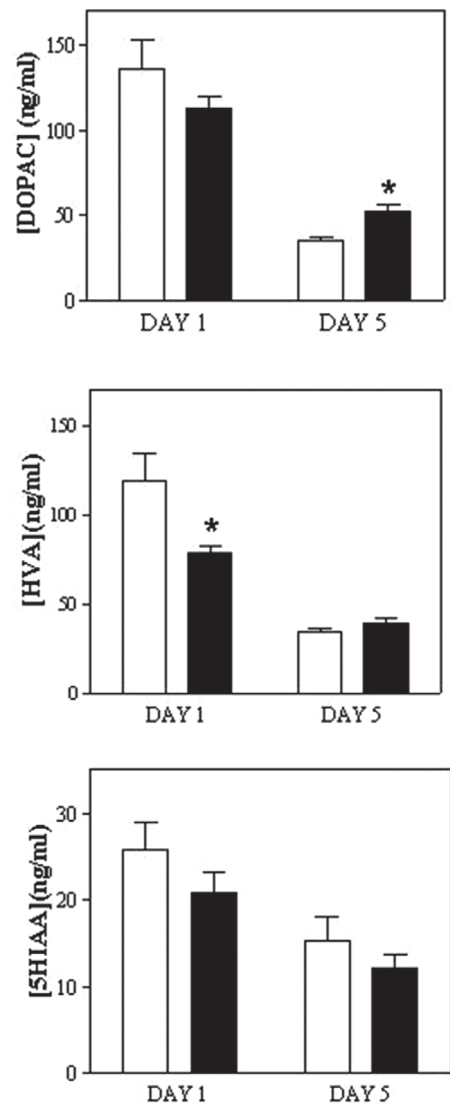 [DOPAC] (ng/ml)
150
100
50
0
*
DAY 1 DAY 5
[HVA](ng/ml)
150
100
50
0
*
DAY 1 DAY 5
[5HIAA](ng/ml)
30
20
10
0
DAY 1 DAY 5